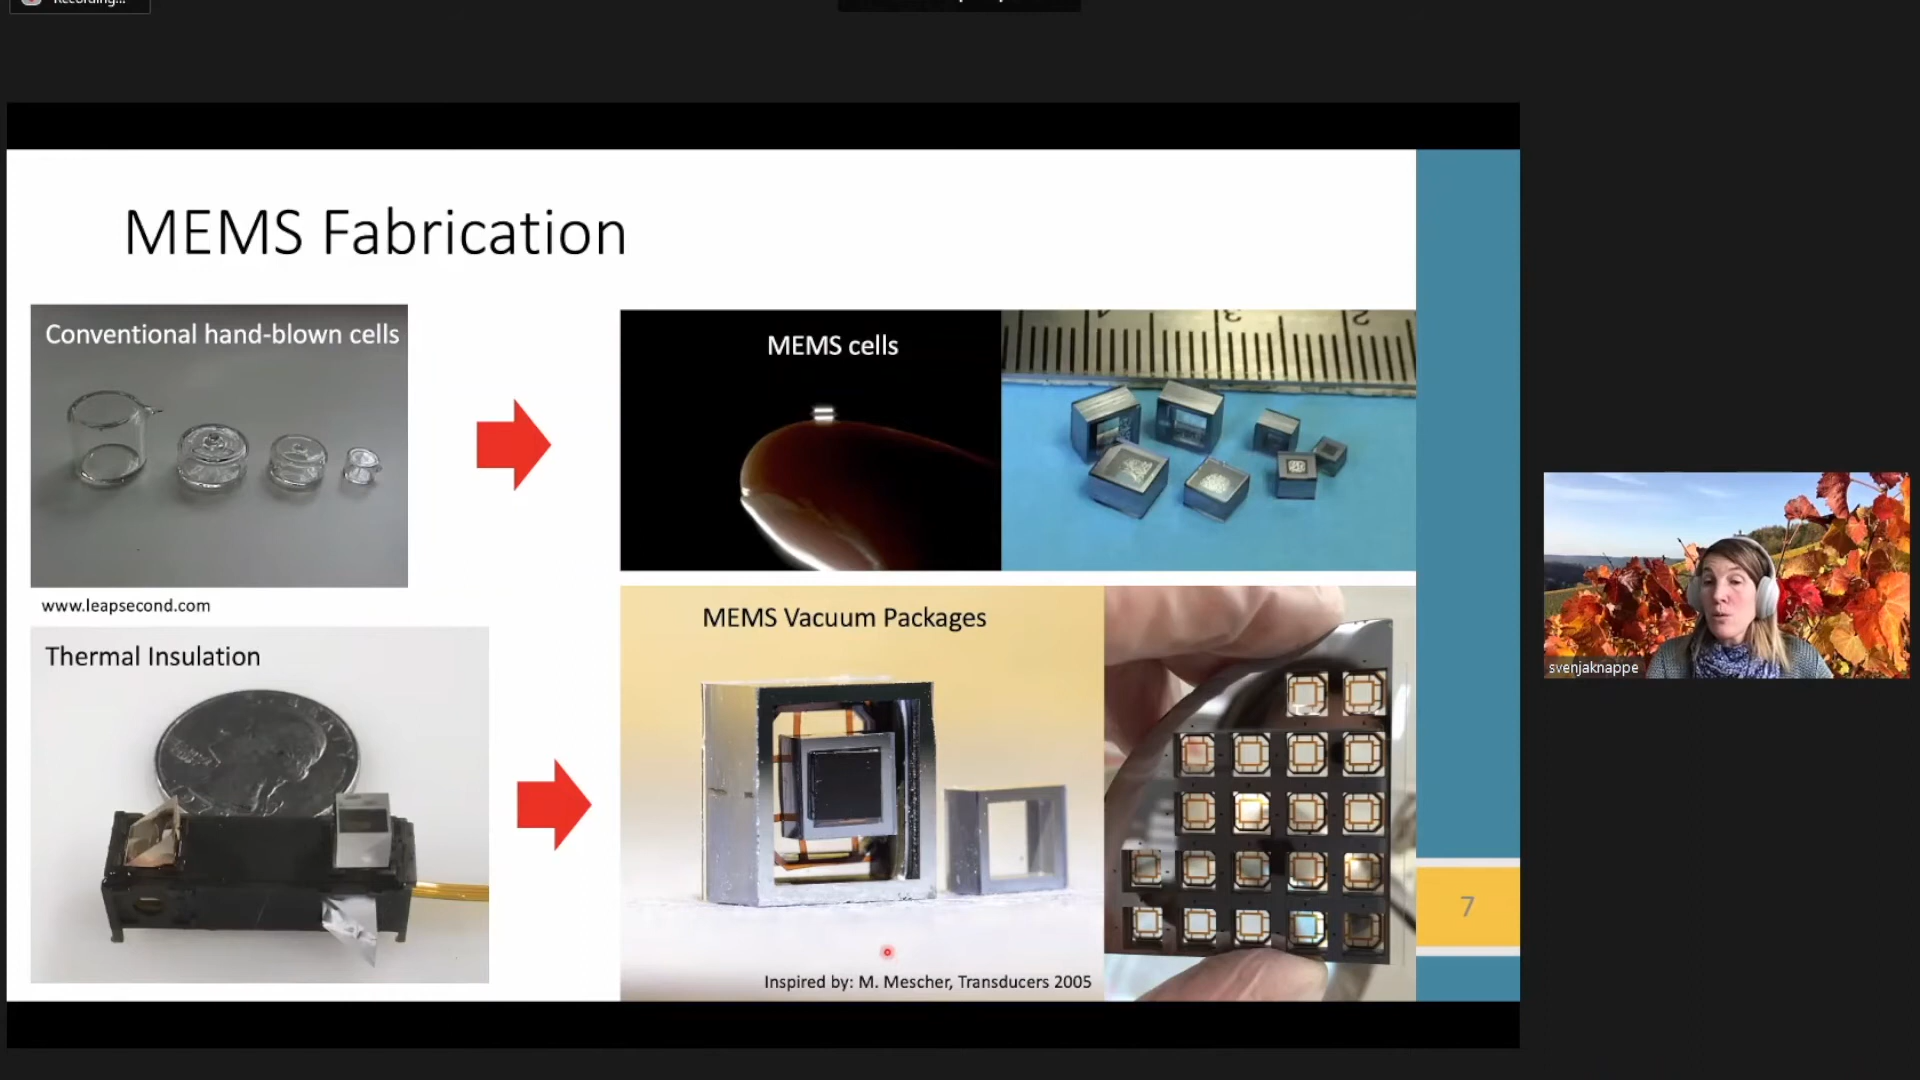 Recording...
MEMS Fabrication
Conventional hand-blown cells
www.leapsecond.com
MEMS cells
Thermal Insulation
MEMS Vacuum Packages
Inspired by: M. Mescher, Transducers 2005
7
svenjaknappe